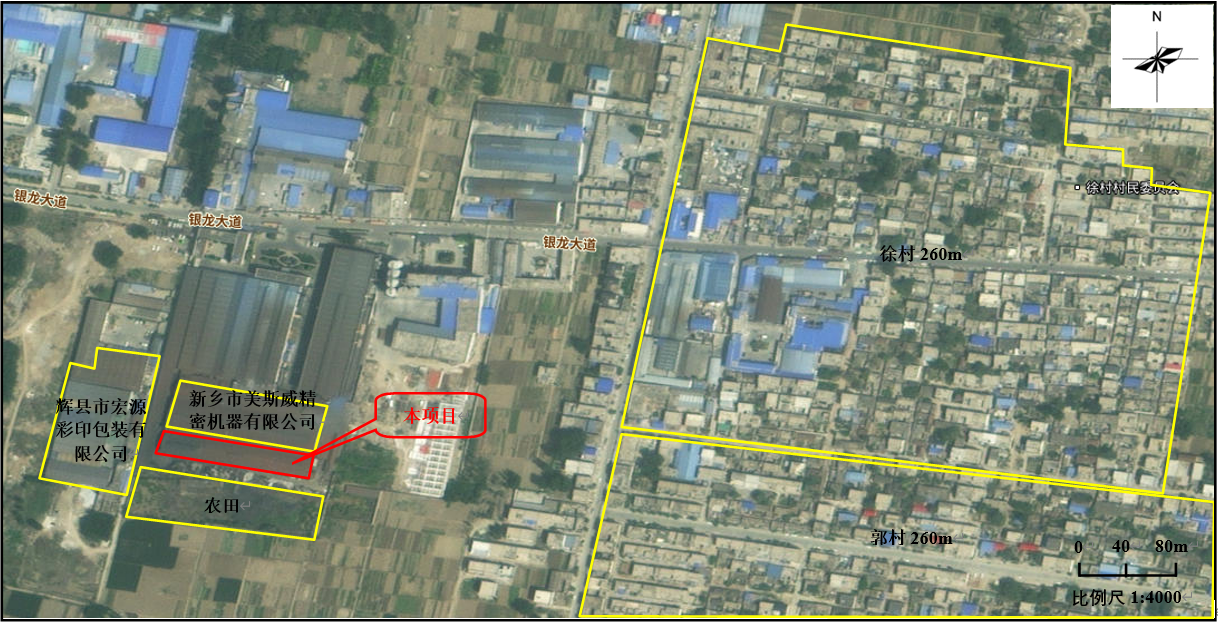 N
徐村村民委员会
银龙大道
银龙大道
银龙大道
徐村 260m
辉县市宏源
彩印包装有
限公司
新乡市美斯威精
密机器有限公司
本项目
农田
郭村 260m
0 40 80m
比例尺 1:4000